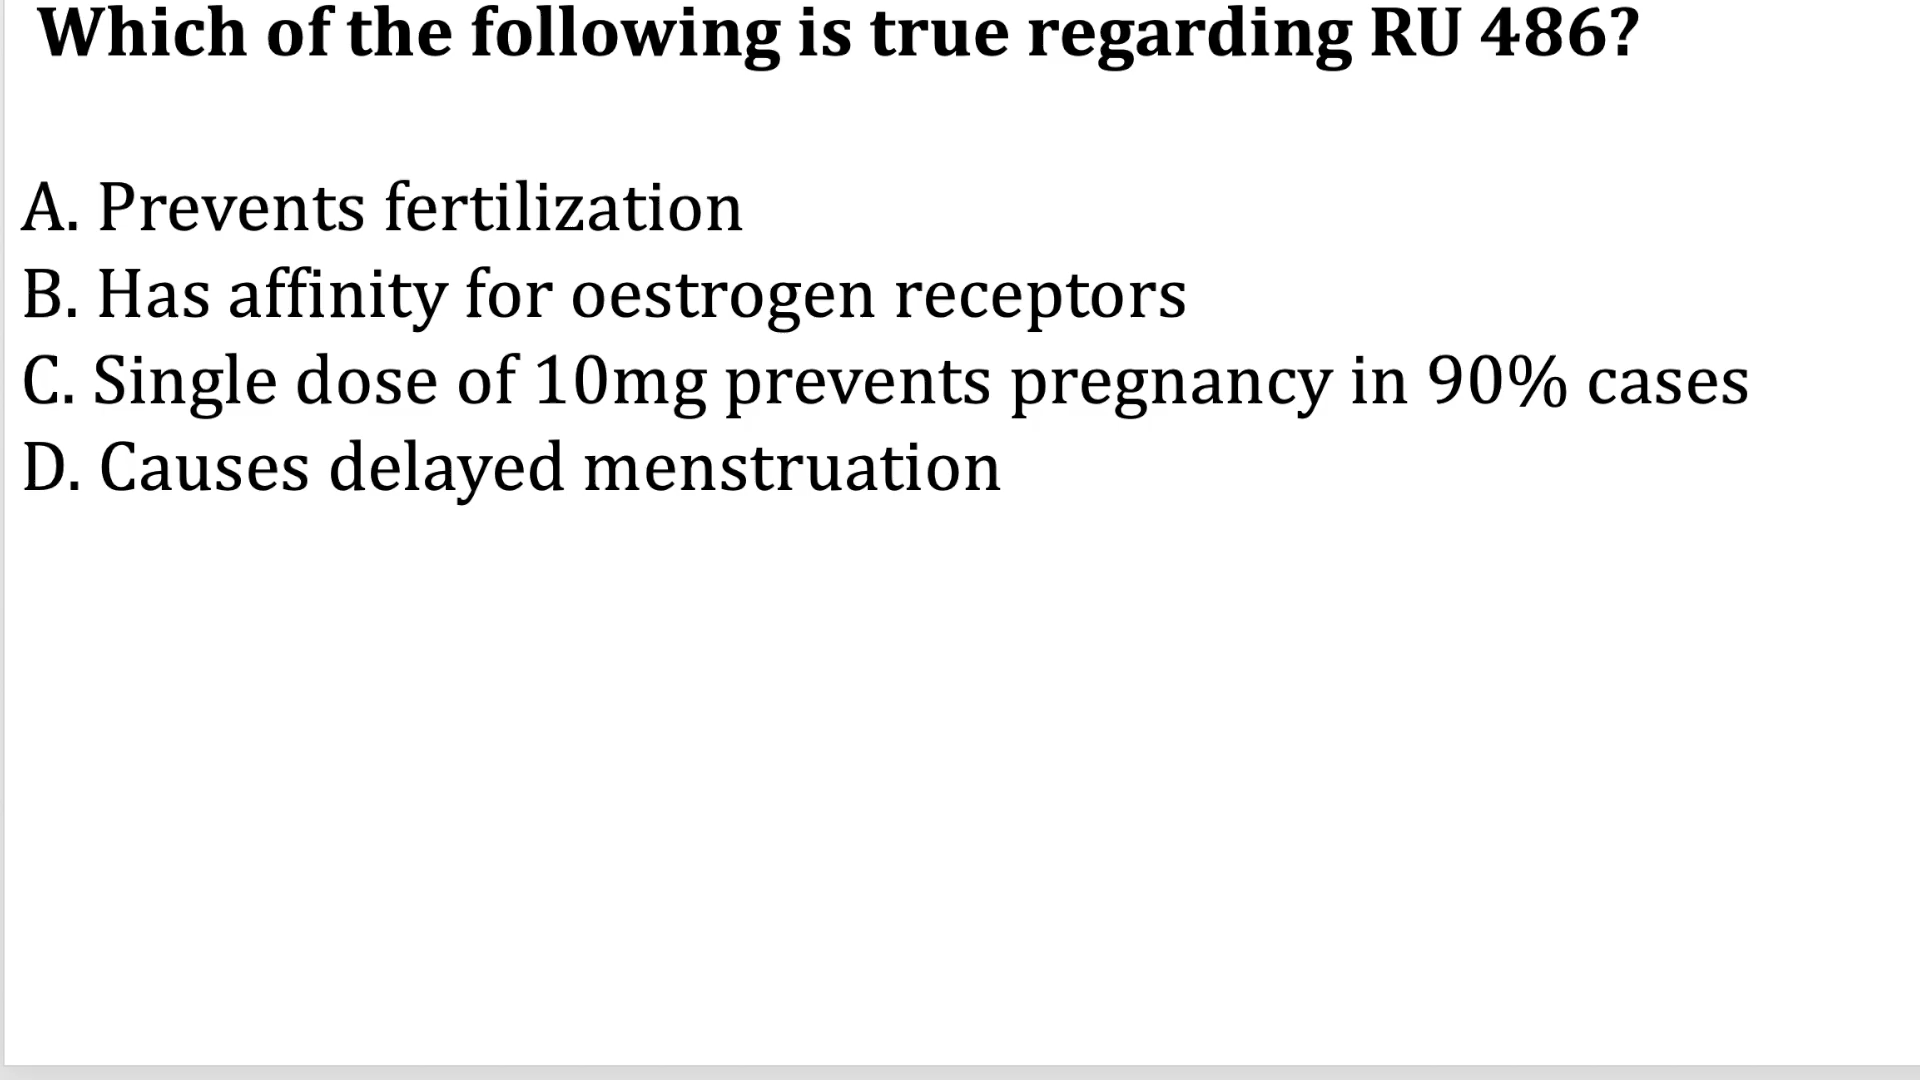 Which of the following is true regarding RU 486?
A. Prevents fertilization
B. Has affinity for oestrogen receptors
C. Single dose of 10mg prevents pregnancy in 90% cases
D. Causes delayed menstruation